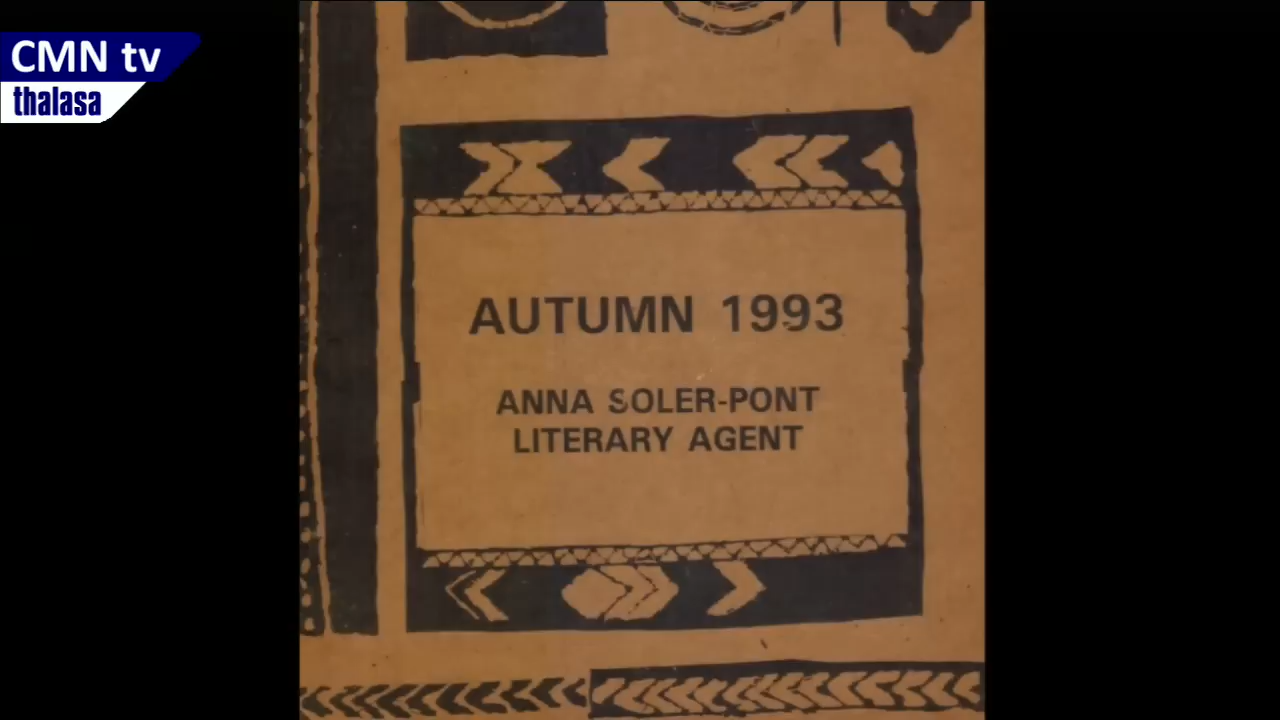 CMN tv
thalasa
AUTUMN 1993
ANNA SOLER-PONT
LITERARY AGENT